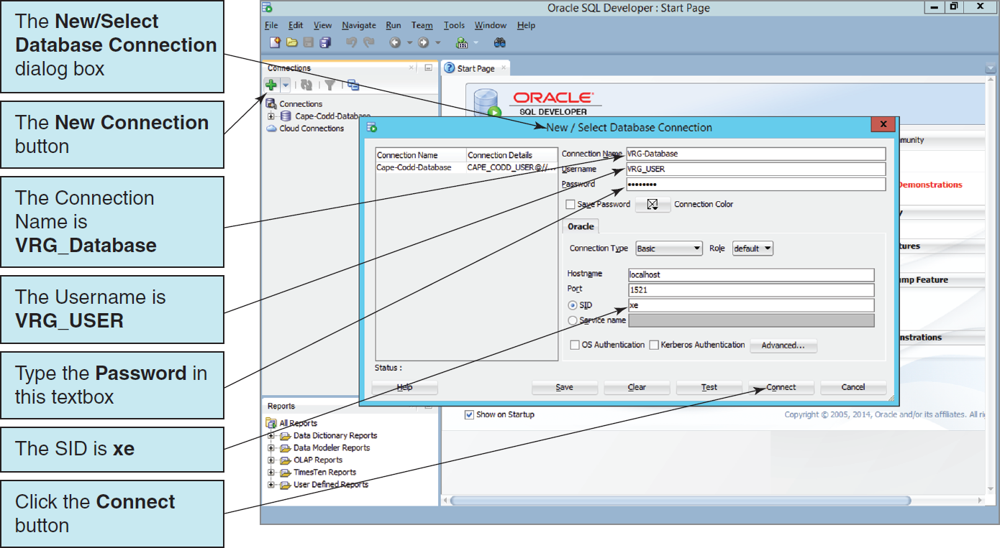 The New/Select
Database Connection
dialog box
The New Connection
button
The Connection
Name is
VRG_Database
The Username is
VRG_USER
Type the Password in
this textbox
The SID is xe
Click the Connect
button
Oracle SQL Developer : Start Page
File Edit View Navigate Run Team Tools Window Help
Connections
Start Page
Connections
Cape-Codd-Database
Cloud Connections
ORACLE
SQL DEVELOPER
New / Select Database Connection
Connection Name Connection Details
Cape-Codd-Database CAPE_CODD_USER@//...
Connection Name VRG-Database
Username VRG_USER
Password ••••••••
Save Password Connection Color
Oracle
Connection Type Basic Role default
Hostname localhost
Port 1521
SID xe
Service name
OS Authentication Kerberos Authentication Advanced...
Status :
Help Save Clear Test Connect Cancel
Demonstrations
Reports
All Reports
Data Dictionary Reports
Data Modeler Reports
OLAP Reports
TimesTen Reports
User Defined Reports
Show on Startup
Copyright © 2005, 2014, Oracle and/or its affiliates. All